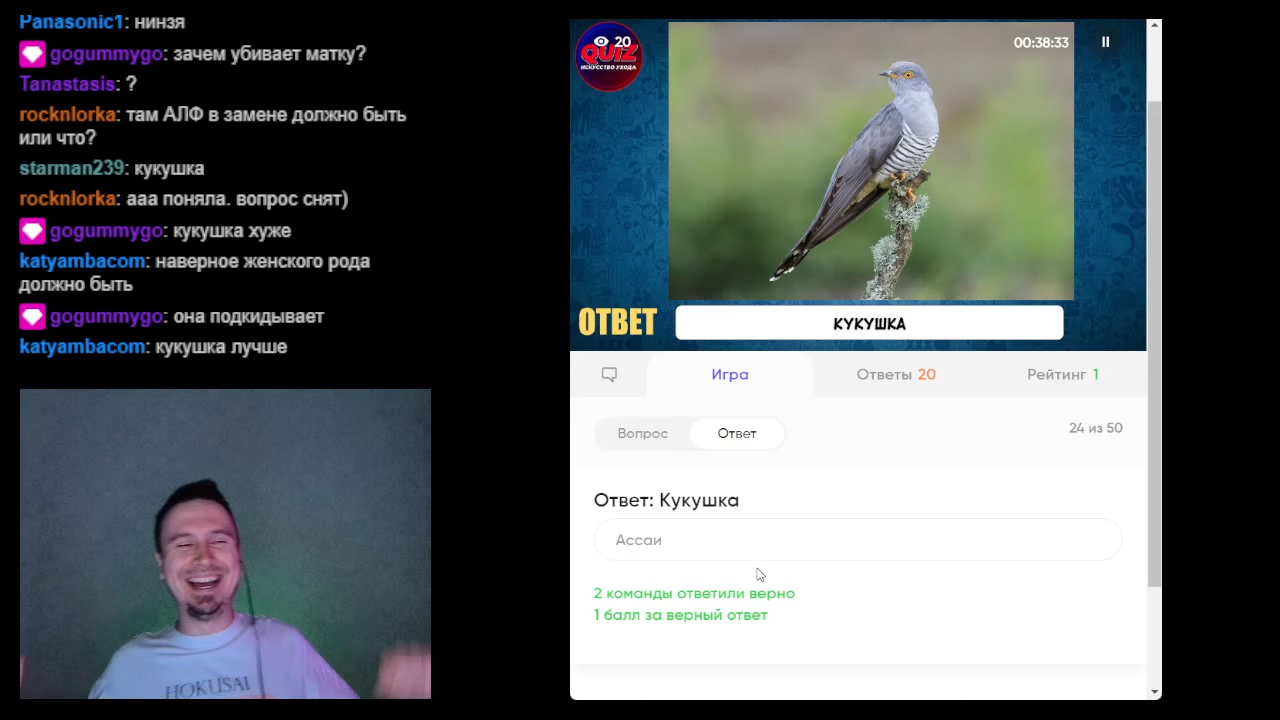 Panasonic1: нинзя
gogummygo: зачем убивает матку?
Tanastasis: ?
rocknlorka: там АЛФ в замене должно быть
или что?
starman239: кукушка
rocknlorka: ааа поняла. вопрос снят)
gogummygo: кукушка хуже
katyambacom: наверное женского рода
должно быть
gogummygo: она подкидывает
katyambacom: кукушка лучше
HOKUSAI
20
QUIZ
ИСКУССТВО УХОДА
00:38:33
ОТВЕТ
КУКУШКА
Игра
Ответы 20
Рейтинг 1
Вопрос
Ответ
24 из 50
Ответ: Кукушка
Ассаи
2 команды ответили верно
1 балл за верный ответ